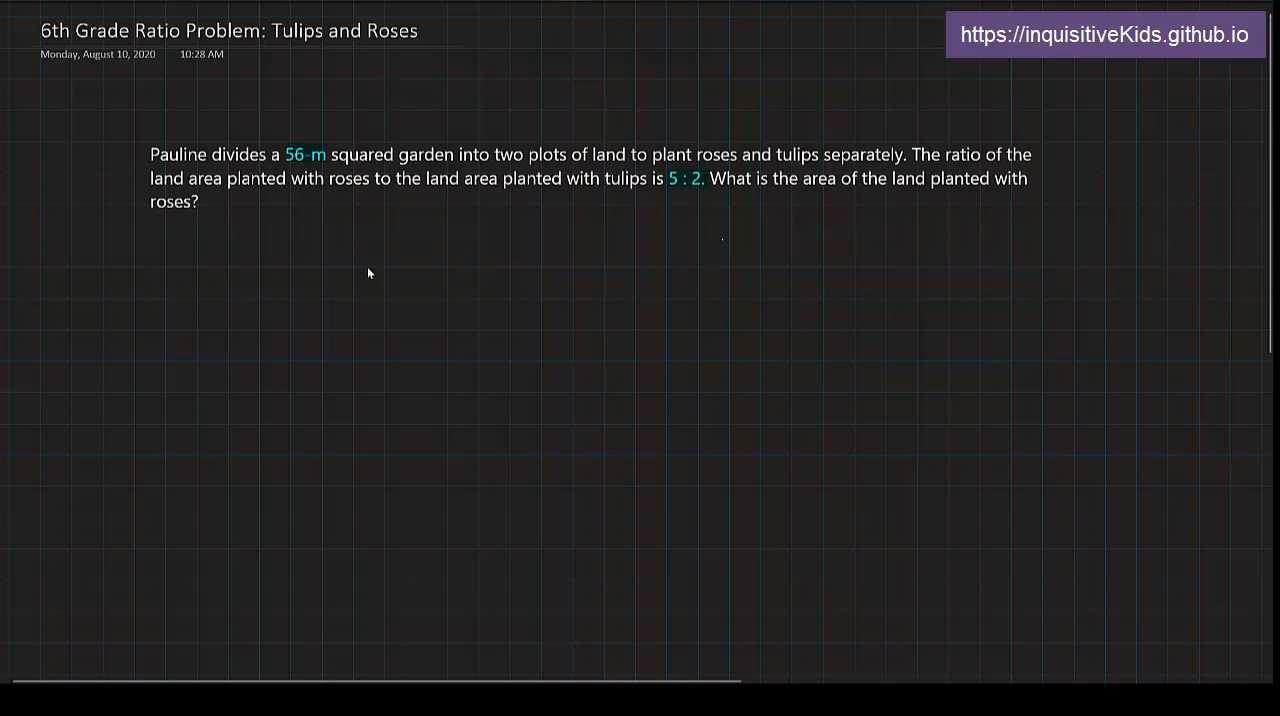 6th Grade Ratio Problem: Tulips and Roses
https://inquisitiveKids.github.io
Monday, August 10, 2020 10:28 AM
Pauline divides a 56-m squared garden into two plots of land to plant roses and tulips separately. The ratio of the
land area planted with roses to the land area planted with tulips is 5 : 2. What is the area of the land planted with
roses?